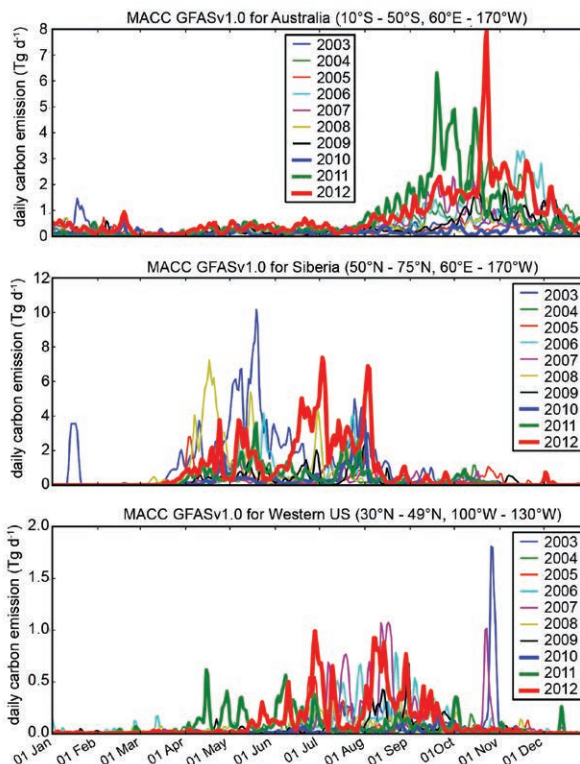 MACC GFASv1.0 for Australia (10°S - 50°S, 60°E - 170°W)
daily carbon emission (Tg d⁻¹)
8
7
6
5
4
3
2
1
0
2003
2004
2005
2006
2007
2008
2009
2010
2011
2012
MACC GFASv1.0 for Siberia (50°N - 75°N, 60°E - 170°W)
daily carbon emission (Tg d⁻¹)
12
10
8
6
4
2
0
2003
2004
2005
2006
2007
2008
2009
2010
2011
2012
MACC GFASv1.0 for Western US (30°N - 49°N, 100°W - 130°W)
daily carbon emission (Tg d⁻¹)
2.0
1.5
1.0
0.5
0.0
2003
2004
2005
2006
2007
2008
2009
2010
2011
2012
01 Jan
01 Feb
01 Mar
01 Apr
01 May
01 Jun
01 Jul
01 Aug
01 Sep
01 Oct
01 Nov
01 Dec